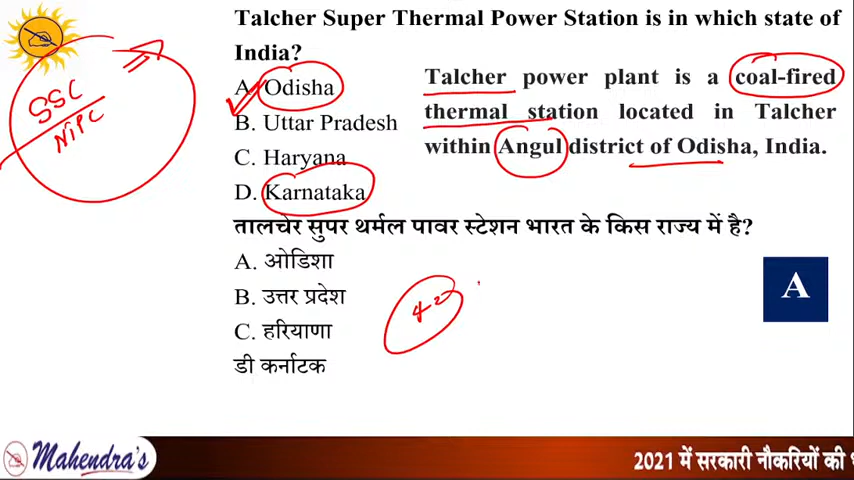 Talcher Super Thermal Power Station is in which state of
India?
A. Odisha
B. Uttar Pradesh
C. Haryana
D. Karnataka
Talcher power plant is a coal-fired
thermal station located in Talcher
within Angul district of Odisha, India.
SSC
NTPC
तालचेर सुपर थर्मल पावर स्टेशन भारत के किस राज्य में है?
A. ओडिशा
B. उत्तर प्रदेश
C. हरियाणा
डी कर्नाटक
A
Mahendra's
2021 में सरकारी नौकरियों की